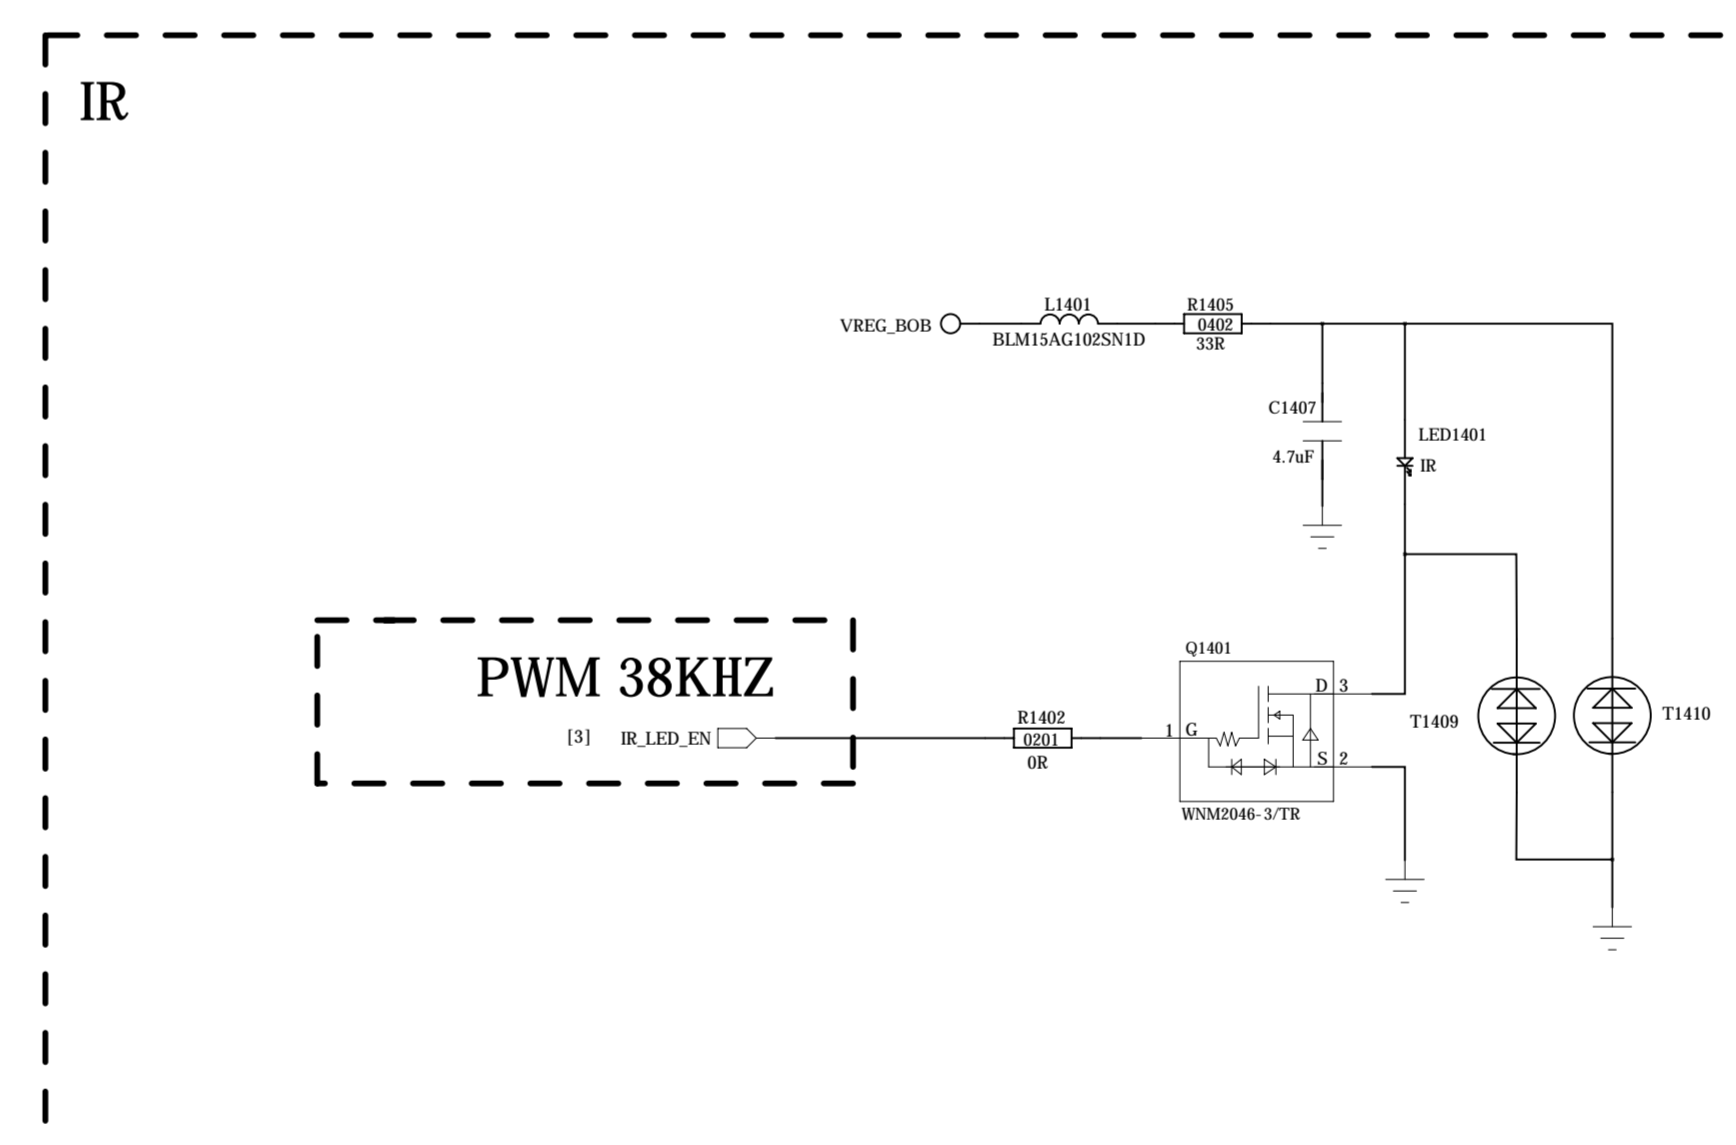 IR
L1401
R1405
VREG_BOB
0402
BLM15AG102SN1D
33R
C1407
LED1401
4.7uF
IR
Q1401
PWM 38KHZ
D 3
R1402
T1409
T1410
[3] IR_LED_EN
0201
1 G
0R
S 2
WNM2046-3/TR